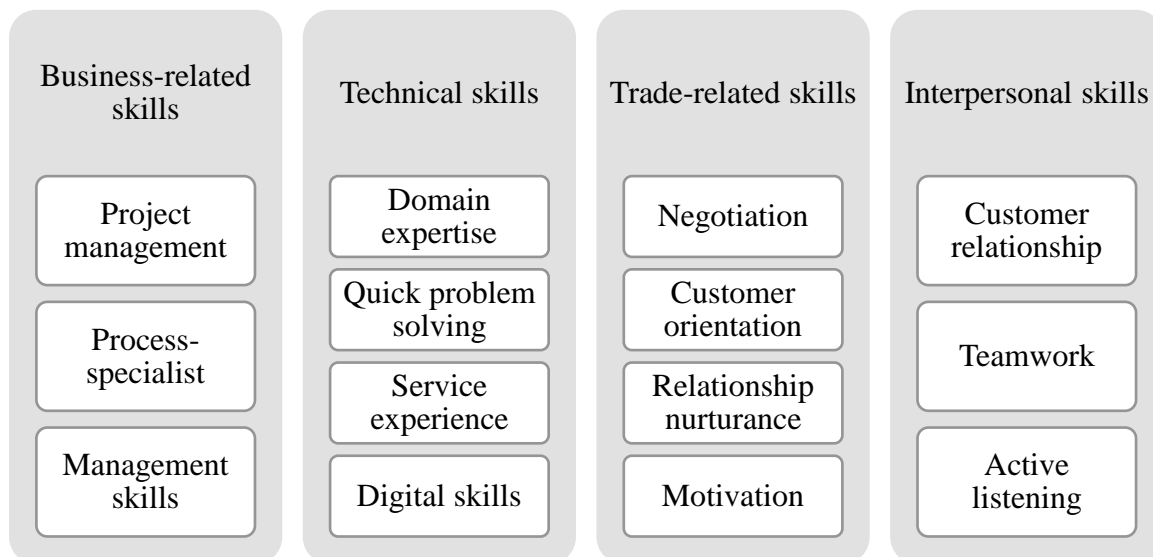 Business-related
skills
Project
management
Process-
specialist
Management
skills
Technical skills
Domain
expertise
Quick problem
solving
Service
experience
Digital skills
Trade-related skills
Negotiation
Customer
orientation
Relationship
nurturance
Motivation
Interpersonal skills
Customer
relationship
Teamwork
Active
listening